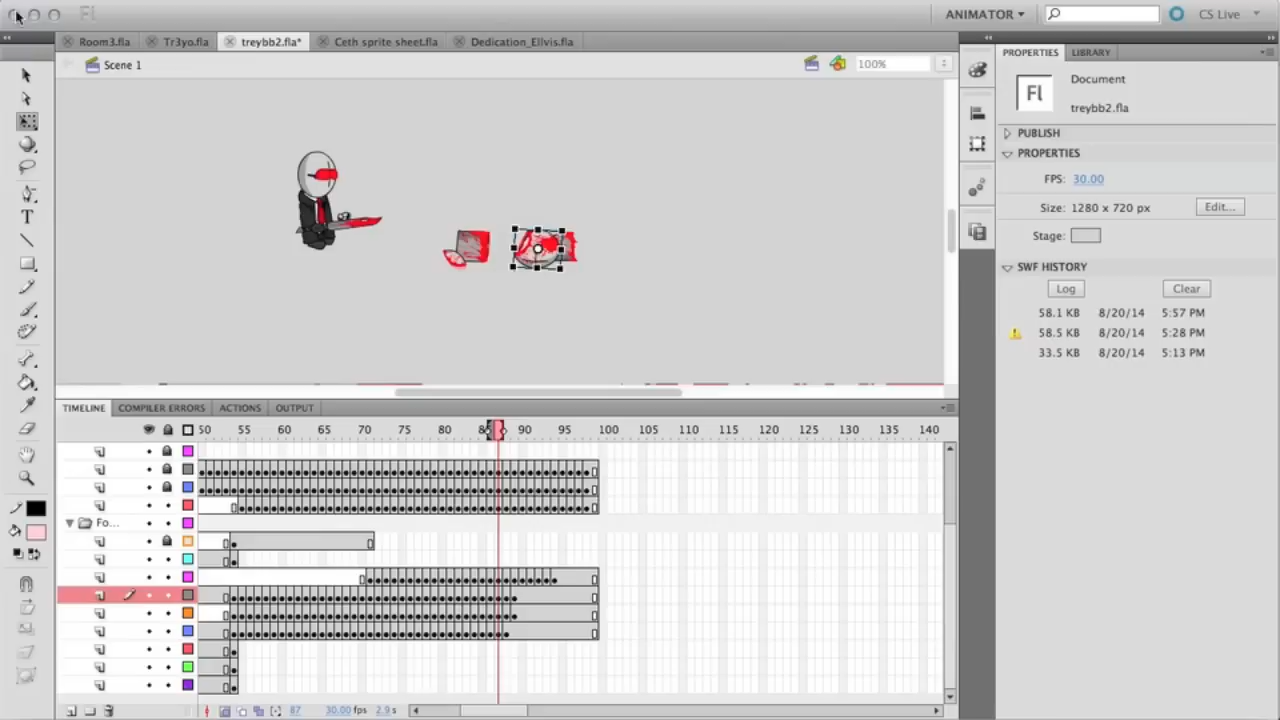 Fl ANIMATOR CS Live
Room3.fla Tr3yo.fla treybb2.fla* Ceth sprite sheet.fla Dedication_Ellvis.fla
Scene 1 100%
PROPERTIES LIBRARY
Fl Document
treybb2.fla
PUBLISH
PROPERTIES
FPS: 30.00
Size: 1280 x 720 px Edit...
Stage:
SWF HISTORY
Log Clear
58.1 KB 8/20/14 5:57 PM
58.5 KB 8/20/14 5:28 PM
33.5 KB 8/20/14 5:13 PM
T
TIMELINE COMPILER ERRORS ACTIONS OUTPUT
50 55 60 65 70 75 80 90 95 100 105 110 115 120 125 130 135 140
Fo...
87 30.00 fps 2.9 s